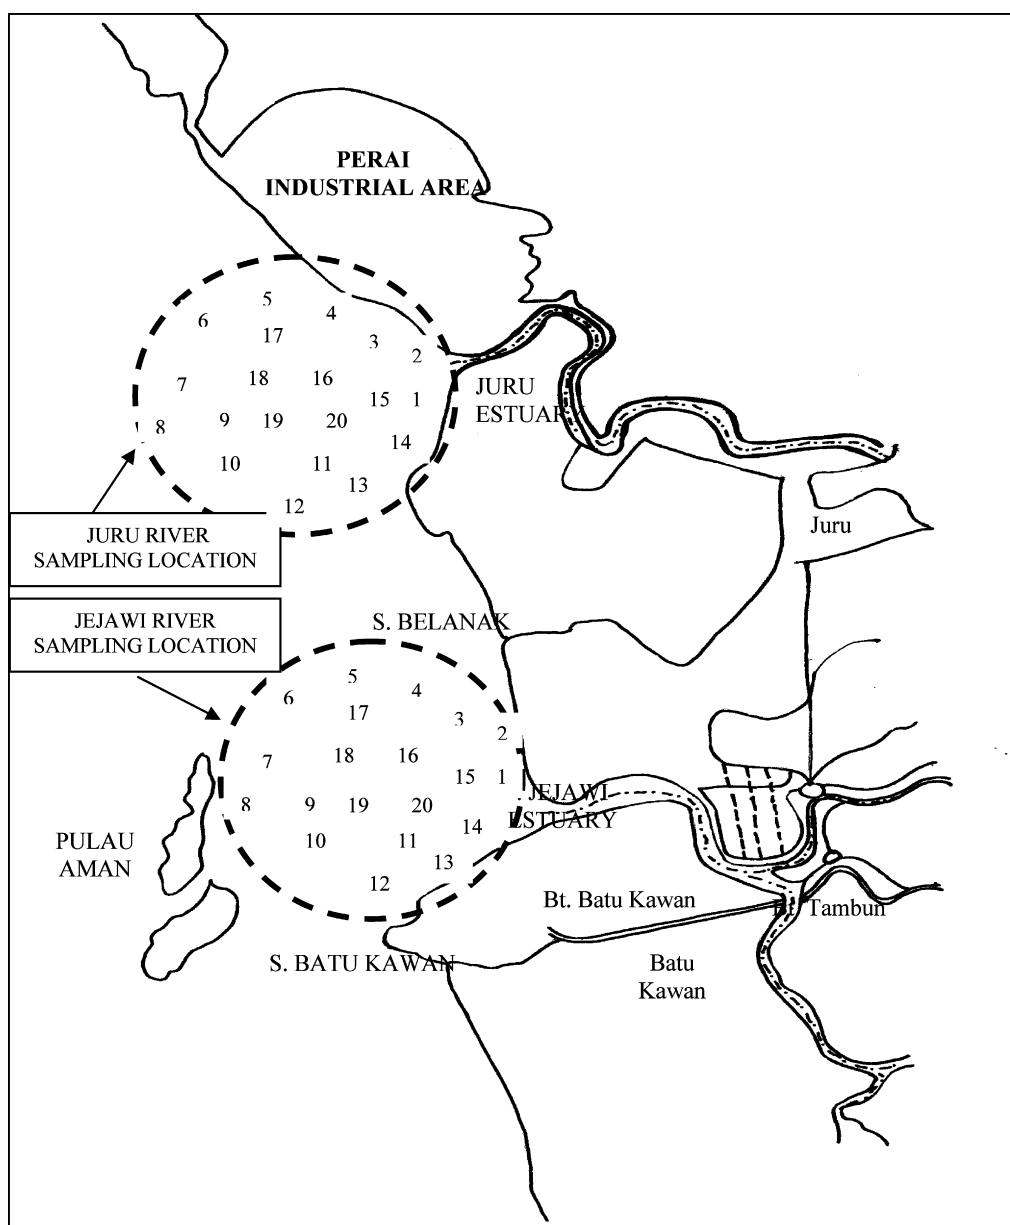 PERAI
INDUSTRIAL AREA
5
4
6
17
3
2
7
18
16
15
1
JURU
ESTUARY
8
9
19
20
14
10
11
13
12
JURU RIVER
SAMPLING LOCATION
Juru
JEJAWI RIVER
SAMPLING LOCATION
S. BELANAK
5
4
6
17
3
2
7
18
16
15
1
JEJAWI
ESTUARY
8
9
19
20
14
10
11
13
12
PULAU
AMAN
Bt. Batu Kawan
Bt. Tambun
S. BATU KAWAN
Batu
Kawan